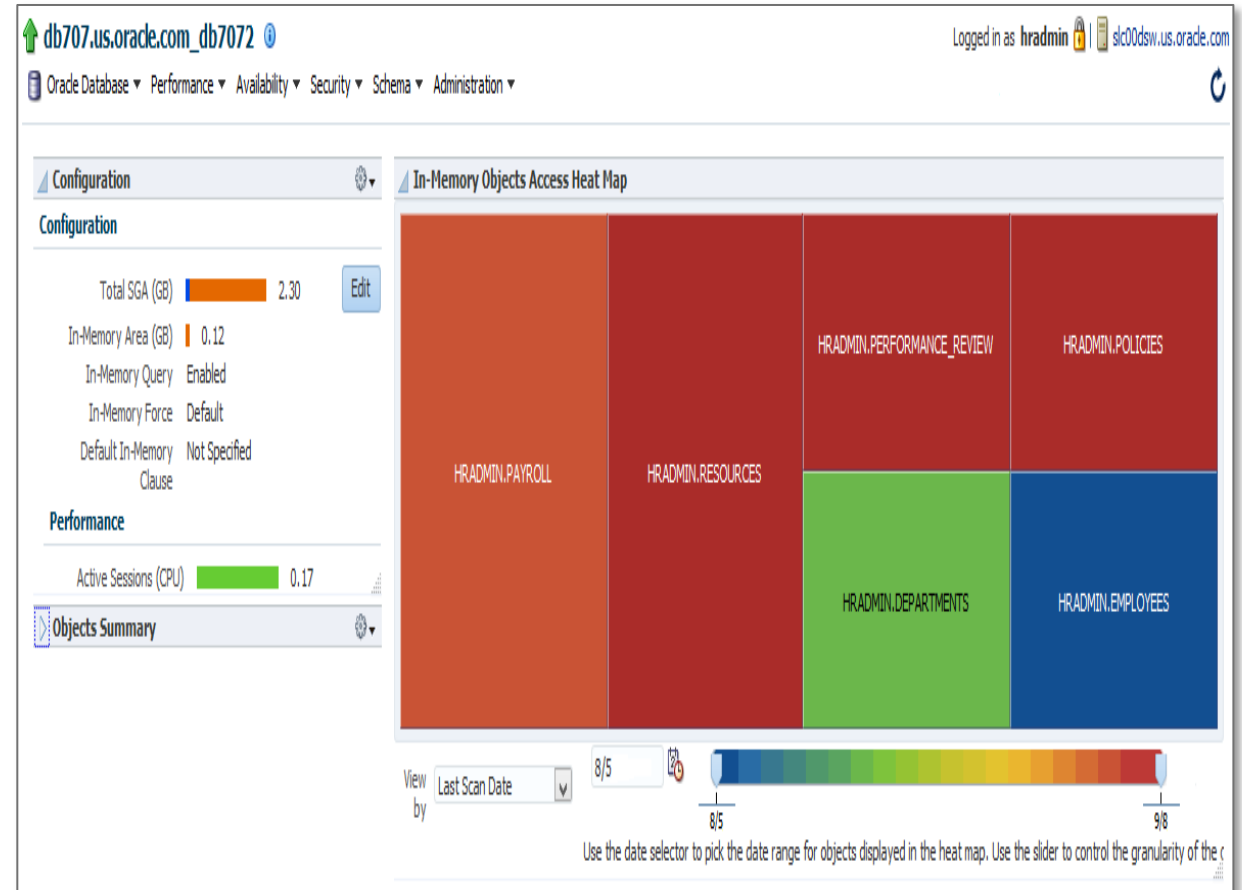 db707.us.oracle.com_db7072
Logged in as hradmin
slc00dsw.us.oracle.com
Oracle Database Performance Availability Security Schema Administration
Configuration
Configuration
Total SGA (GB) 2.30 Edit
In-Memory Area (GB) 0.12
In-Memory Query Enabled
In-Memory Force Default
Default In-Memory Not Specified
Clause
Performance
Active Sessions (CPU) 0.17
Objects Summary
In-Memory Objects Access Heat Map
HRADMIN.PAYROLL
HRADMIN.RESOURCES
HRADMIN.PERFORMANCE_REVIEW
HRADMIN.POLICIES
HRADMIN.DEPARTMENTS
HRADMIN.EMPLOYEES
View by
Last Scan Date
8/5
8/5
9/8
Use the date selector to pick the date range for objects displayed in the heat map. Use the slider to control the granularity of the